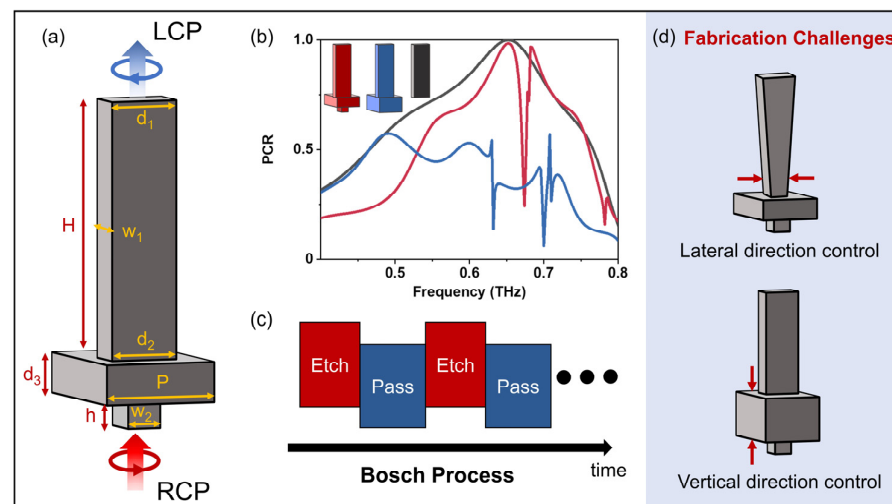 (a)
LCP
d₁
H
w₁
d₂
d₃
P
h
w₂
RCP
(b)
PCR
1.0
0.5
0
0.5
0.6
0.7
0.8
Frequency (THz)
(c)
Etch
Pass
Etch
Pass
Bosch Process
time
(d) Fabrication Challenges
Lateral direction control
Vertical direction control